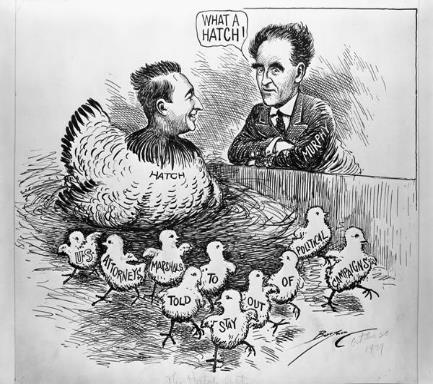 WHAT A
HATCH!
MURPHY
HATCH
U.S.
ATTORNEYS
MARSHALS
TOLD
TO
STAY
OUT
OF
POLITICAL
CAMPAIGNS
1939